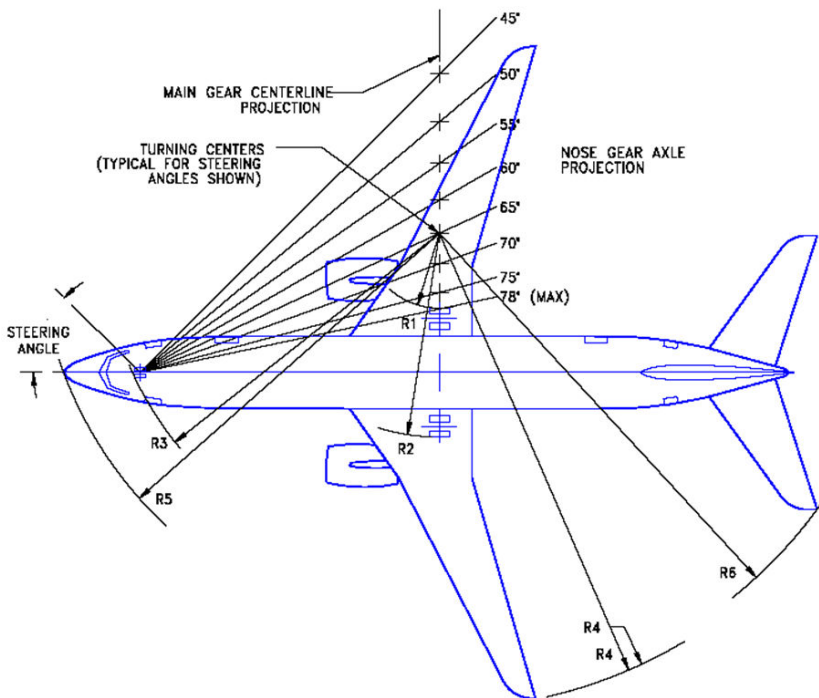 45°
MAIN GEAR CENTERLINE
PROJECTION
50°
55°
TURNING CENTERS
(TYPICAL FOR STEERING
ANGLES SHOWN)
NOSE GEAR AXLE
PROJECTION
60°
65°
70°
75°
78° (MAX)
R1
STEERING
ANGLE
R3
R2
R5
R6
R4
R4